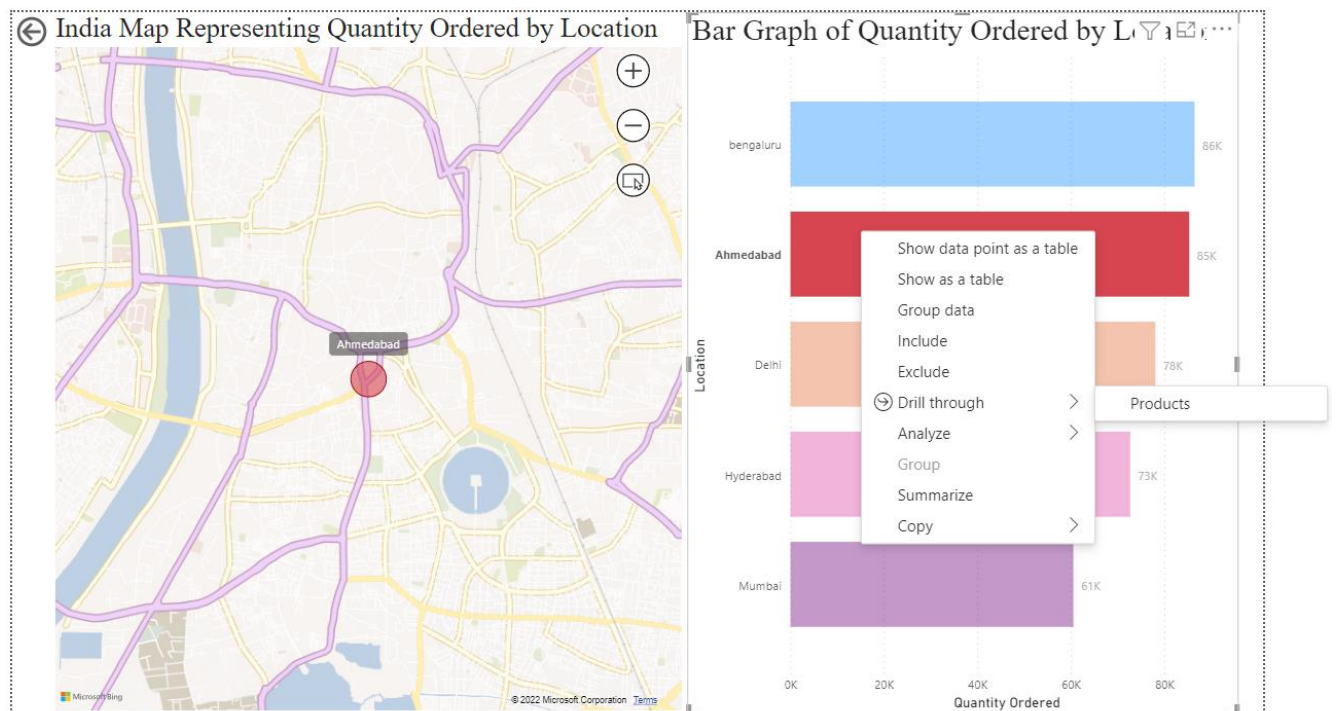 India Map Representing Quantity Ordered by Location
Ahmedabad
Microsoft Bing
© 2022 Microsoft Corporation Terms
Bar Graph of Quantity Ordered by
Location
bengaluru
86K
Ahmedabad
85K
Delhi
78K
Hyderabad
73K
Mumbai
61K
0K 20K 40K 60K 80K
Quantity Ordered
Show data point as a table
Show as a table
Group data
Include
Exclude
Drill through
Products
Analyze
Group
Summarize
Copy